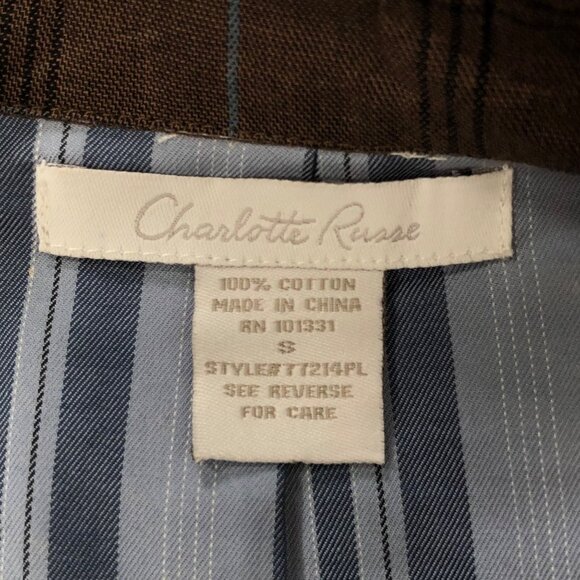 Charlotte Russe
100% COTTON
MADE IN CHINA
RN 101331
S
STYLE#T7214PL
SEE REVERSE
FOR CARE